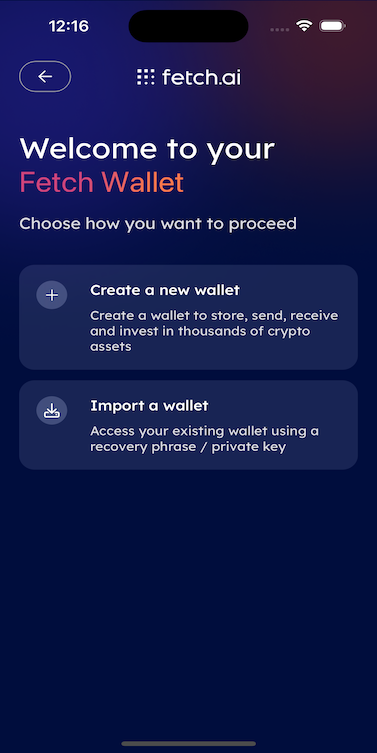 12:16
fetch.ai
Welcome to your
Fetch Wallet
Choose how you want to proceed
Create a new wallet
Create a wallet to store, send, receive
and invest in thousands of crypto
assets
Import a wallet
Access your existing wallet using a
recovery phrase / private key